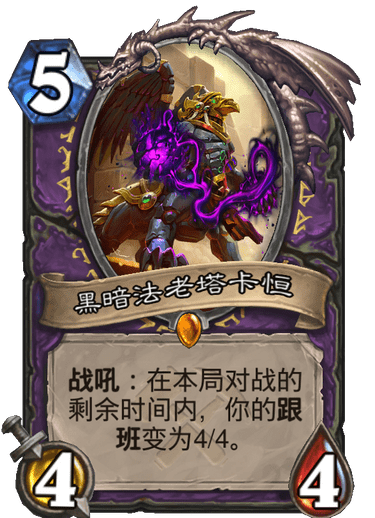 5
黑暗法老塔卡恒
战吼：在本局对战的
剩余时间内，你的跟
班变为4/4。
4
4